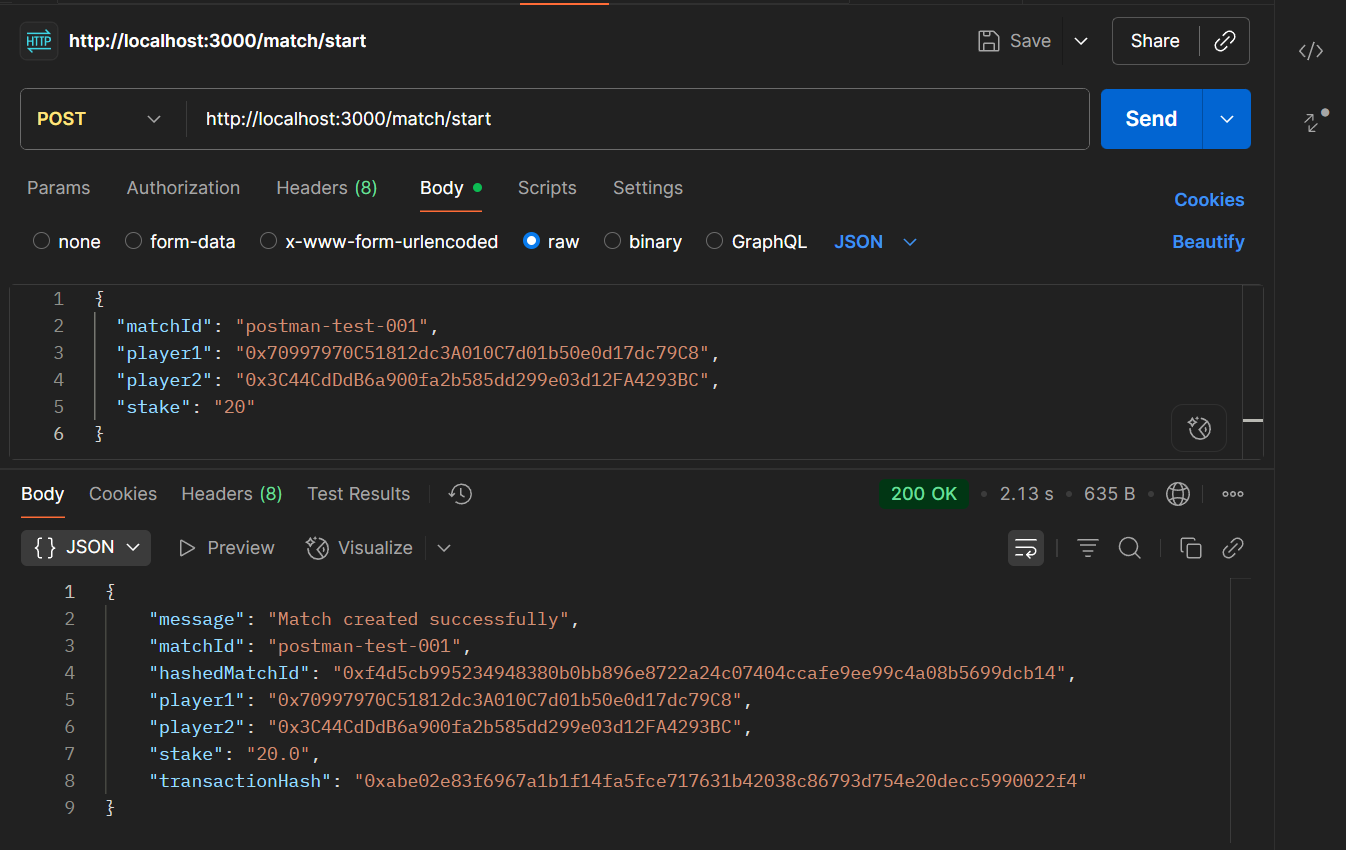 HTTP http://localhost:3000/match/start Save Share
POST http://localhost:3000/match/start Send
Params Authorization Headers (8) Body Scripts Settings Cookies
none form-data x-www-form-urlencoded raw binary GraphQL JSON Beautify
1 {
2 "matchId": "postman-test-001",
3 "player1": "0x70997970C51812dc3A010C7d01b50e0d17dc79C8",
4 "player2": "0x3C44CdDdB6a900fa2b585dd299e03d12FA4293BC",
5 "stake": "20"
6 }
Body Cookies Headers (8) Test Results 200 OK 2.13 s 635 B
{} JSON Preview Visualize
1 {
2 "message": "Match created successfully",
3 "matchId": "postman-test-001",
4 "hashedMatchId": "0xf4d5cb995234948380b0bb896e8722a24c07404ccafe9ee99c4a08b5699dcb14",
5 "player1": "0x70997970C51812dc3A010C7d01b50e0d17dc79C8",
6 "player2": "0x3C44CdDdB6a900fa2b585dd299e03d12FA4293BC",
7 "stake": "20.0",
8 "transactionHash": "0xabe02e83f6967a1b1f14fa5fce717631b42038c86793d754e20decc5990022f4"
9 }